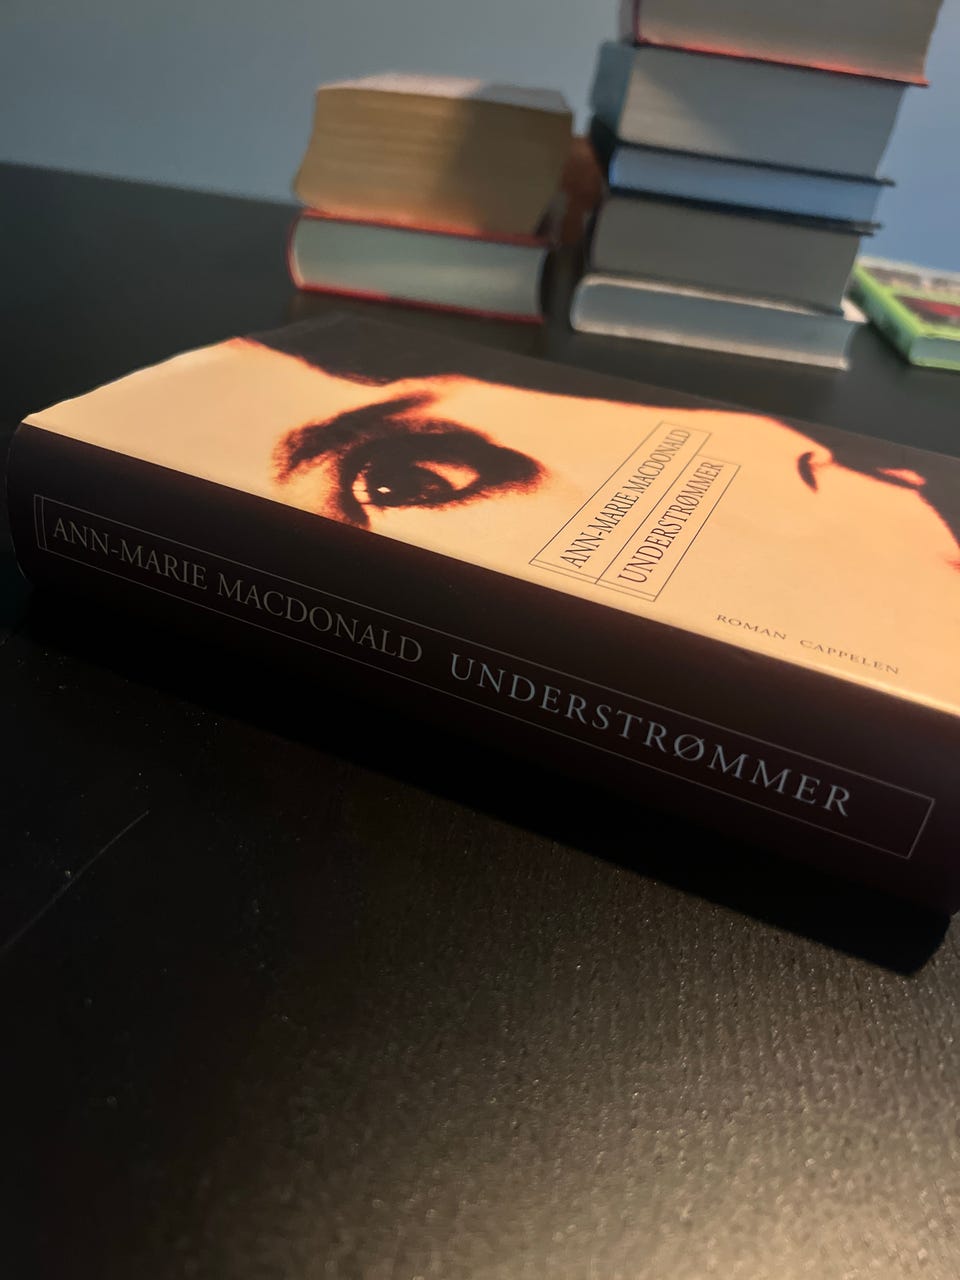 ANN-MARIE MACDONALD
UNDERSTRØMMER
ROMAN CAPPELEN
ANN-MARIE MACDONALD UNDERSTRØMMER